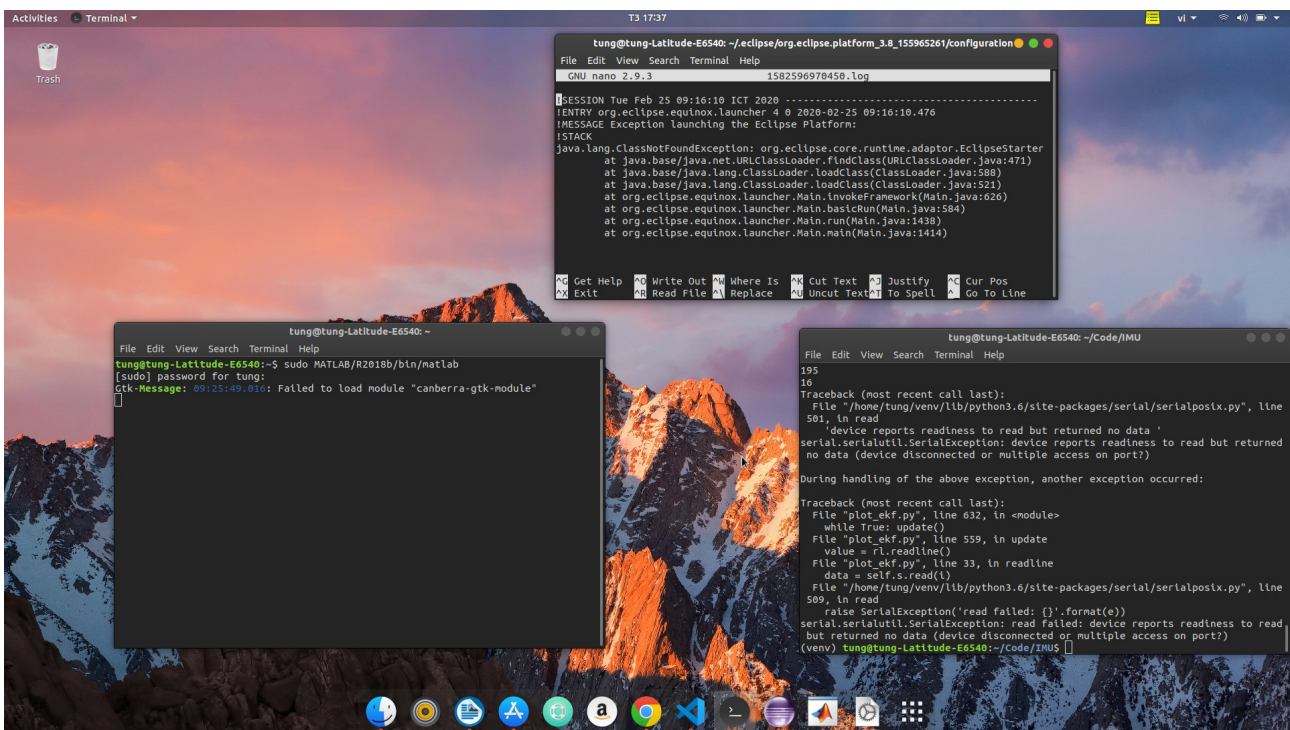 Activities Terminal T3 17:37 vi
Trash
tung@tung-Latitude-E6540: ~/.eclipse/org.eclipse.platform_3.8_155965261/configuration
File Edit View Search Terminal Help
GNU nano 2.9.3 1582596970450.log
!SESSION Tue Feb 25 09:16:10 ICT 2020 ------------------------------------------
!ENTRY org.eclipse.equinox.launcher 4 0 2020-02-25 09:16:10.476
!MESSAGE Exception launching the Eclipse Platform:
!STACK
java.lang.ClassNotFoundException: org.eclipse.core.runtime.adaptor.EclipseStarter
at java.base/java.net.URLClassLoader.findClass(URLClassLoader.java:471)
at java.base/java.lang.ClassLoader.loadClass(ClassLoader.java:588)
at java.base/java.lang.ClassLoader.loadClass(ClassLoader.java:521)
at org.eclipse.equinox.launcher.Main.invokeFramework(Main.java:626)
at org.eclipse.equinox.launcher.Main.basicRun(Main.java:584)
at org.eclipse.equinox.launcher.Main.run(Main.java:1438)
at org.eclipse.equinox.launcher.Main.main(Main.java:1414)
^G Get Help ^O Write Out ^W Where Is ^K Cut Text ^J Justify ^C Cur Pos
^X Exit ^R Read File ^\ Replace ^U Uncut Text ^T To Spell ^_ Go To Line
tung@tung-Latitude-E6540: ~
File Edit View Search Terminal Help
tung@tung-Latitude-E6540:~$ sudo MATLAB/R2018b/bin/matlab
[sudo] password for tung:
Gtk-Message: 09:25:49.016: Failed to load module "canberra-gtk-module"
tung@tung-Latitude-E6540: ~/Code/IMU
File Edit View Search Terminal Help
195
16
Traceback (most recent call last):
File "/home/tung/venv/lib/python3.6/site-packages/serial/serialposix.py", line
501, in read
'device reports readiness to read but returned no data '
serial.serialutil.SerialException: device reports readiness to read but returned
no data (device disconnected or multiple access on port?)
During handling of the above exception, another exception occurred:
Traceback (most recent call last):
File "plot_ekf.py", line 632, in <module>
while True: update()
File "plot_ekf.py", line 559, in update
value = rl.readline()
File "plot_ekf.py", line 33, in readline
data = self.s.read(i)
File "/home/tung/venv/lib/python3.6/site-packages/serial/serialposix.py", line
509, in read
raise SerialException('read failed: {}'.format(e))
serial.serialutil.SerialException: read failed: device reports readiness to read
but returned no data (device disconnected or multiple access on port?)
(venv) tung@tung-Latitude-E6540:~/Code/IMU$
a